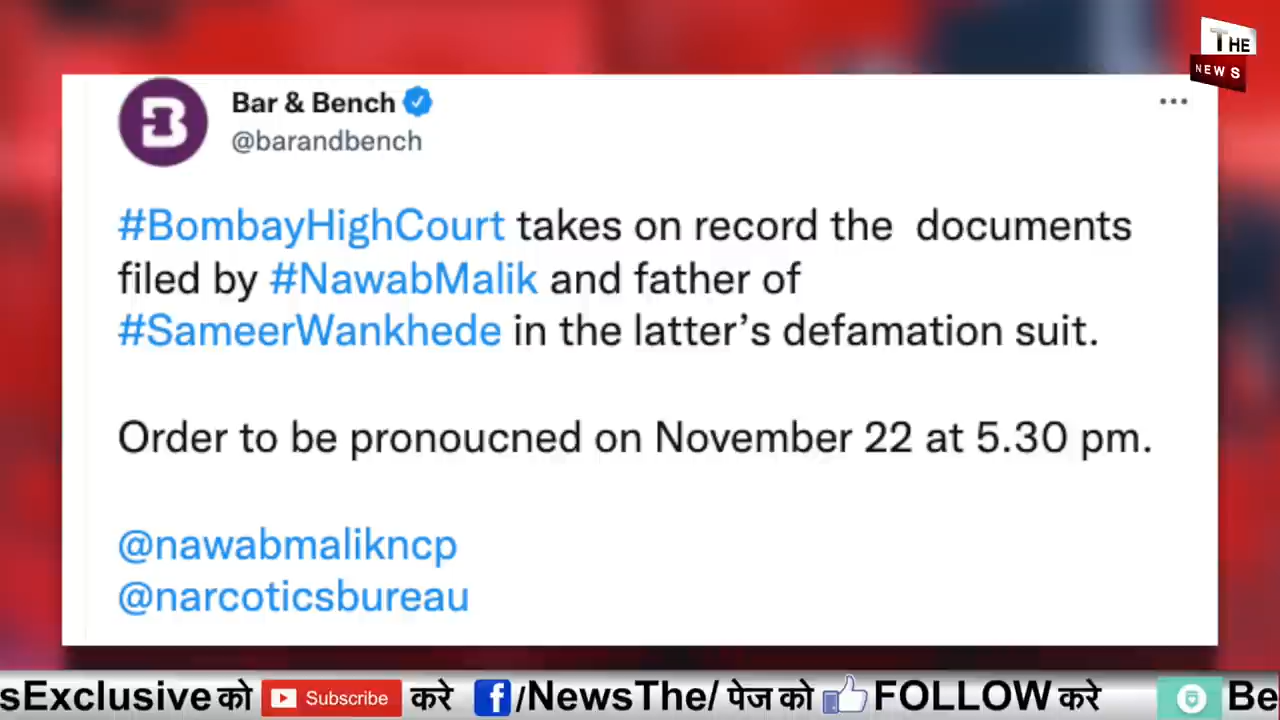 THE
NEWS
Bar & Bench
@barandbench
#BombayHighCourt takes on record the documents
filed by #NawabMalik and father of
#SameerWankhede in the latter’s defamation suit.
Order to be pronoucned on November 22 at 5.30 pm.
@nawabmalikncp
@narcoticsbureau
sExclusive को Subscribe करे f/NewsThe/ पेज को FOLLOW करे Be